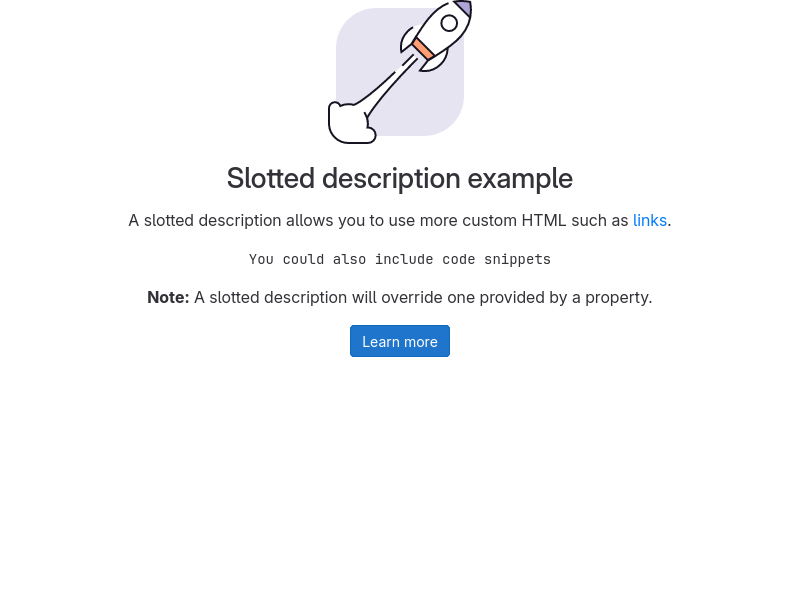 Slotted description example
A slotted description allows you to use more custom HTML such as links.
You could also include code snippets
Note: A slotted description will override one provided by a property.
Learn more